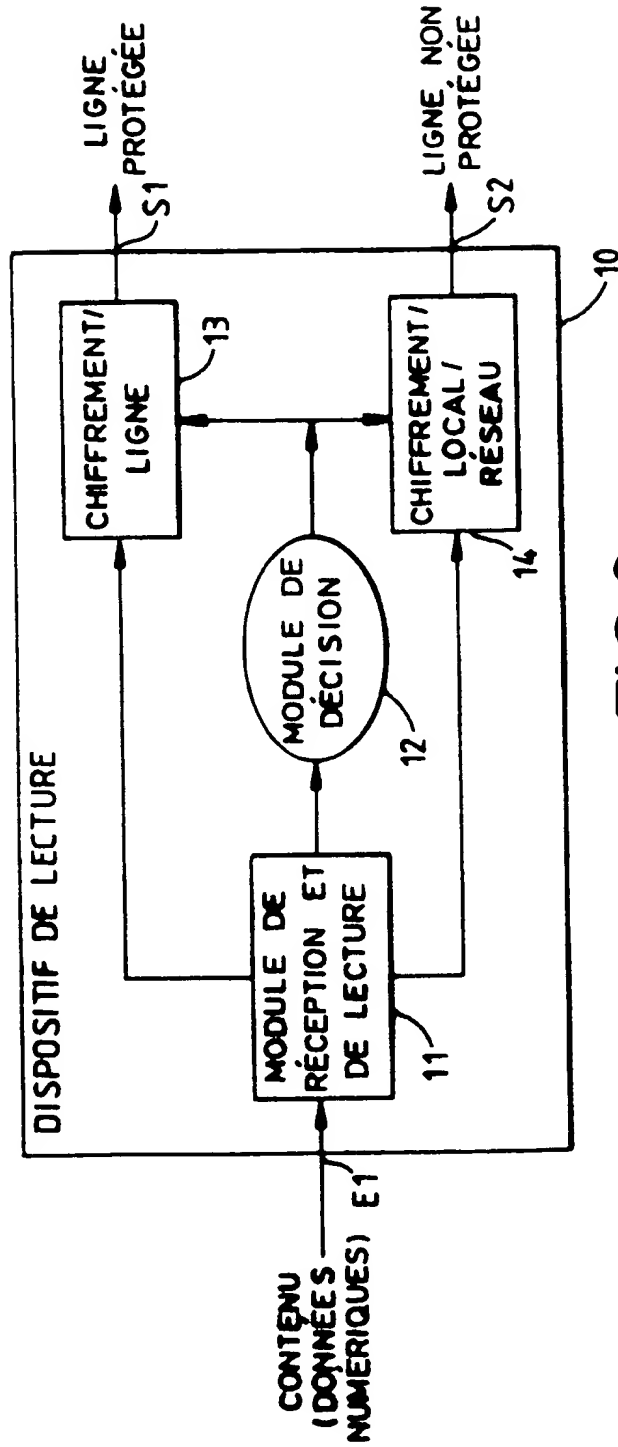 DISPOSITIF DE LECTURE
CONTENU
(DONNÉES
NUMÉRIQUES)
E1
MODULE DE
RÉCEPTION ET
DE LECTURE
11
MODULE DE
DÉCISION
12
CHIFFREMENT/
LIGNE
13
CHIFFREMENT/
LOCAL/
RÉSEAU
14
S1
LIGNE
PROTÉGÉE
S2
LIGNE NON
PROTÉGÉE
10
FIG